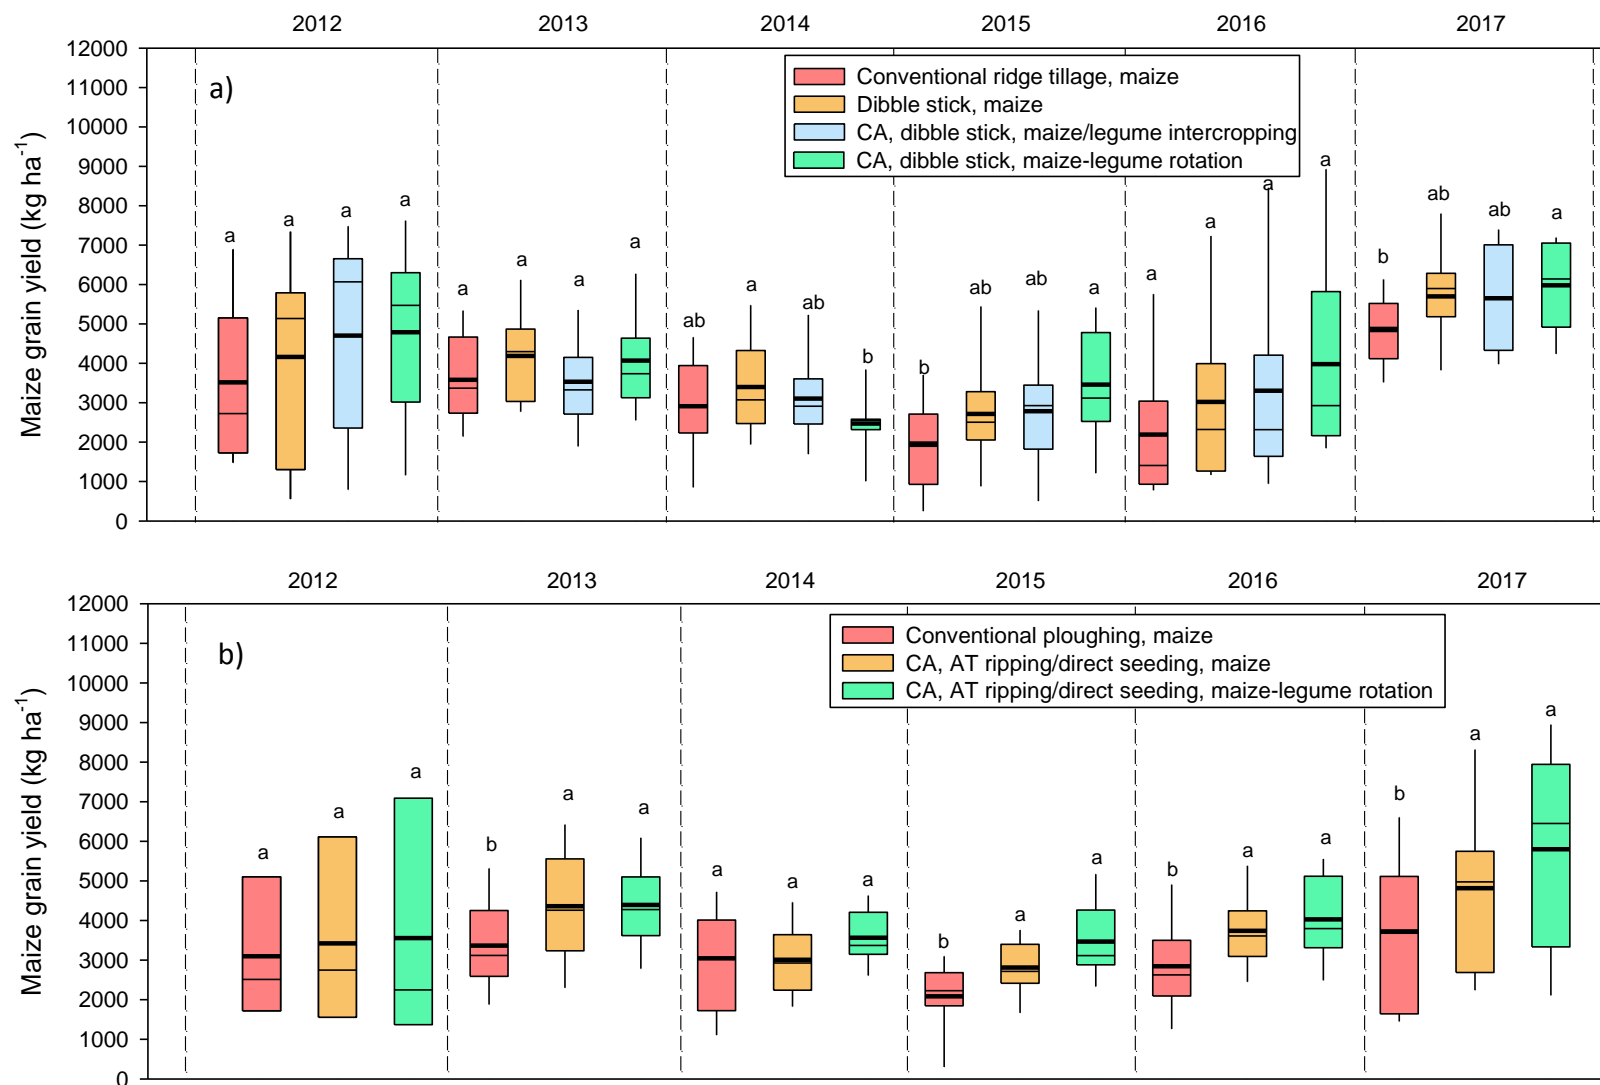 2012 2013 2014 2015 2016 2017
12000
11000
10000
9000
8000
7000
6000
5000
4000
3000
2000
1000
0
Maize grain yield (kg ha-1)
a)
Conventional ridge tillage, maize
Dibble stick, maize
CA, dibble stick, maize/legume intercropping
CA, dibble stick, maize-legume rotation
a a a a
a a a a
ab a ab b
b ab ab a
a a a a
b ab ab a
2012 2013 2014 2015 2016 2017
12000
11000
10000
9000
8000
7000
6000
5000
4000
3000
2000
1000
0
Maize grain yield (kg ha-1)
b)
Conventional ploughing, maize
CA, AT ripping/direct seeding, maize
CA, AT ripping/direct seeding, maize-legume rotation
a a a
b a a
a a a
b a a
b a a
b a a